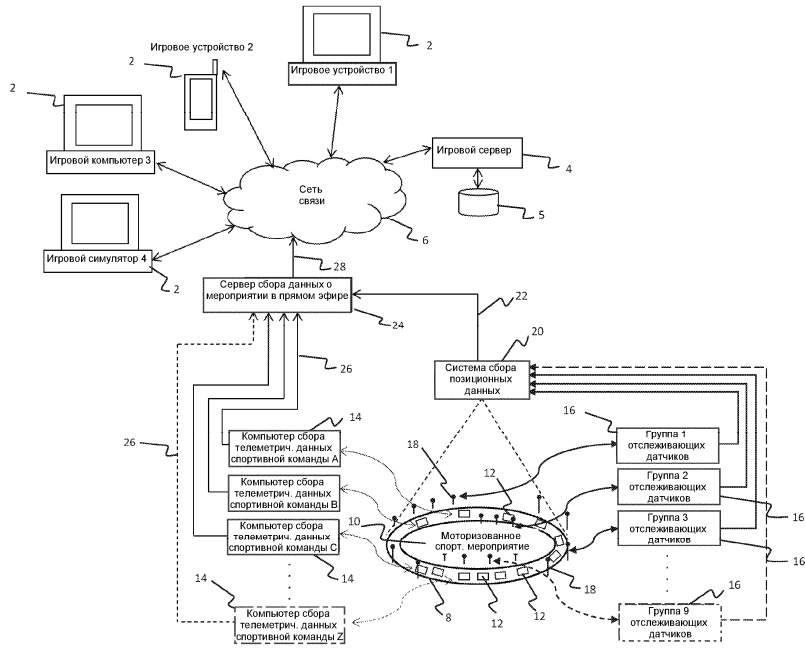 2
Игровое устройство 2
2
Игровое устройство 1
2
Игровой компьютер 3
Игровой сервер
4
Сеть
связи
5
6
Игровой симулятор 4
2
28
Сервер сбора данных о
мероприятии в прямом эфире
24
22
20
26
Система сбора
позиционных
данных
14
16
Компьютер сбора
телеметрич. данных
спортивной команды A
18
Группа 1
отслеживающих
датчиков
26
12
Компьютер сбора
телеметрич. данных
спортивной команды B
Группа 2
отслеживающих
датчиков
16
16
10
Компьютер сбора
телеметрич. данных
спортивной команды C
Моторизованное
спорт. мероприятие
Группа 3
отслеживающих
датчиков
16
14
18
14
8
12
12
16
Компьютер сбора
телеметрич. данных
спортивной команды Z
Группа 9
отслеживающих
датчиков